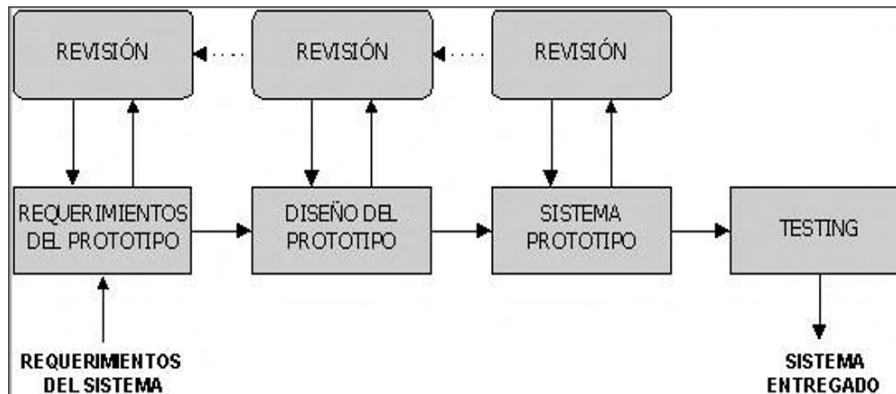 REVISIÓN
REVISIÓN
REVISIÓN
REQUERIMIENTOS
DEL PROTOTIPO
DISEÑO DEL
PROTOTIPO
SISTEMA
PROTOTIPO
TESTING
REQUERIMIENTOS
DEL SISTEMA
SISTEMA
ENTREGADO